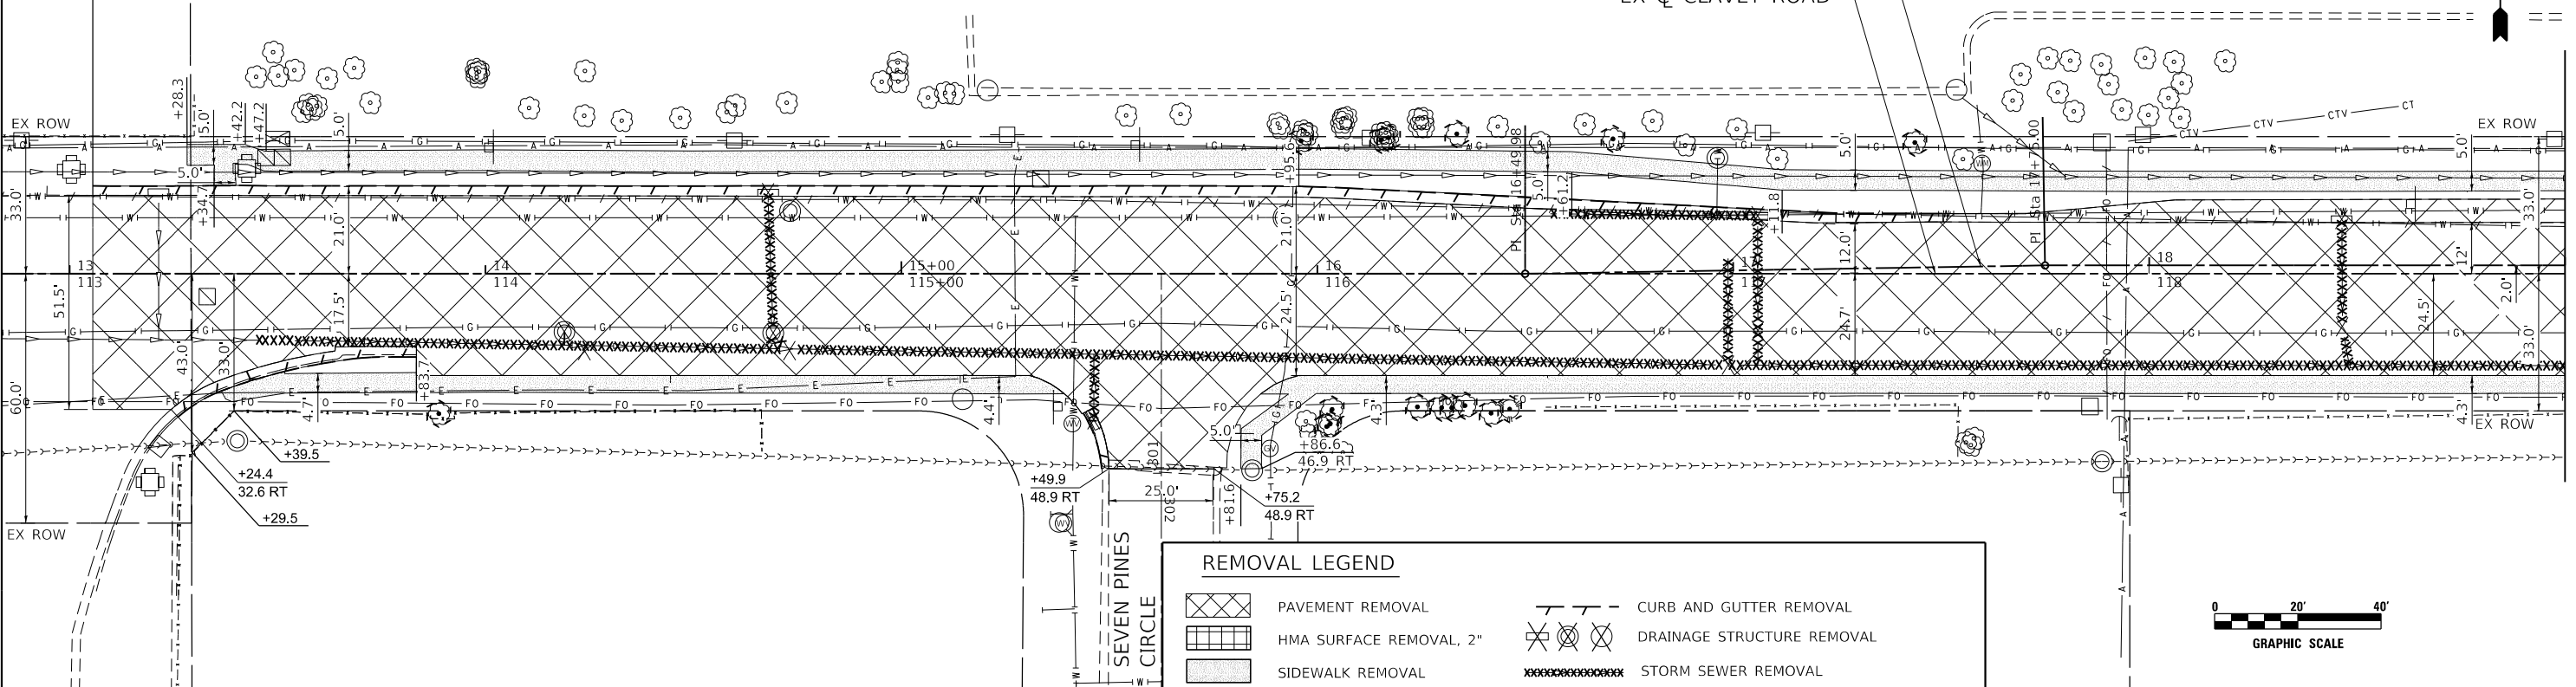 EX ℄ CLAVEY ROAD
EX ROW
+28.3
5.0'
+42.2
+47.2
5.0'
5.0'
+34.7
33.0'
51.5'
60.0'
43.0'
33.0'
21.0'
17.5'
13
113
14
114
15+00
115+00
16
116
18
118
+95.6
21.0'
24.5'
PI Sta 16+49.98
5.0'
+61.2
+11.8
5.0'
12.0'
24.7'
PI Sta 17+75.00
CTV
CTV
CTV
CT
EX ROW
5.0'
33.0'
12'
2.0'
24.5'
33.0'
4.3'
EX ROW
+83.7
4.7'
4.4'
4.3'
5.0'
+86.6
46.9 RT
+39.5
+24.4
32.6 RT
+29.5
EX ROW
+49.9
48.9 RT
25.0'
301
302
+81.6
+75.2
48.9 RT
SEVEN PINES
CIRCLE
REMOVAL LEGEND
PAVEMENT REMOVAL
CURB AND GUTTER REMOVAL
HMA SURFACE REMOVAL, 2"
DRAINAGE STRUCTURE REMOVAL
SIDEWALK REMOVAL
STORM SEWER REMOVAL
0 20' 40'
GRAPHIC SCALE